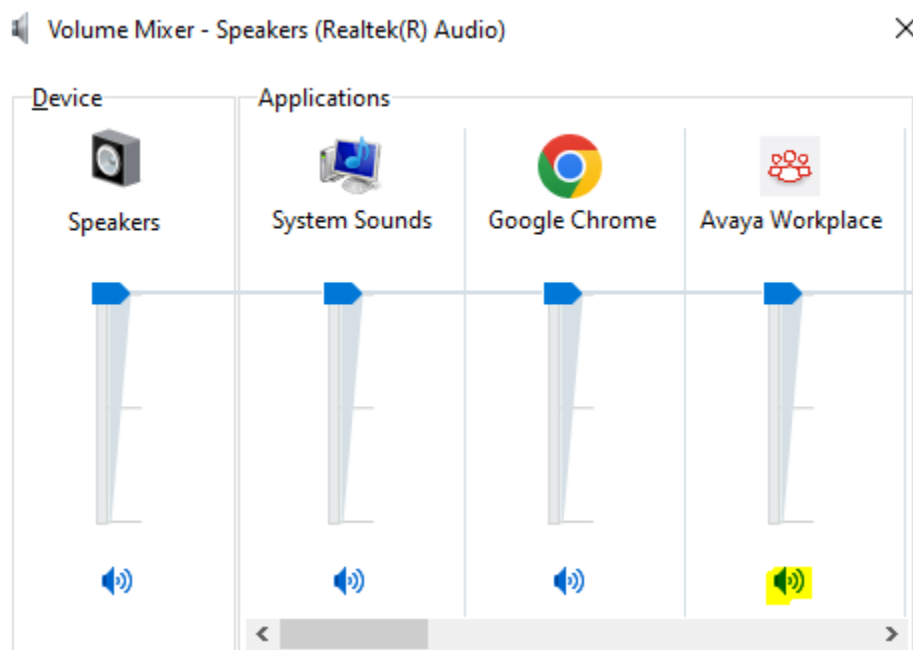 Volume Mixer - Speakers (Realtek(R) Audio)
Device
Applications
Speakers
System Sounds
Google Chrome
Avaya Workplace